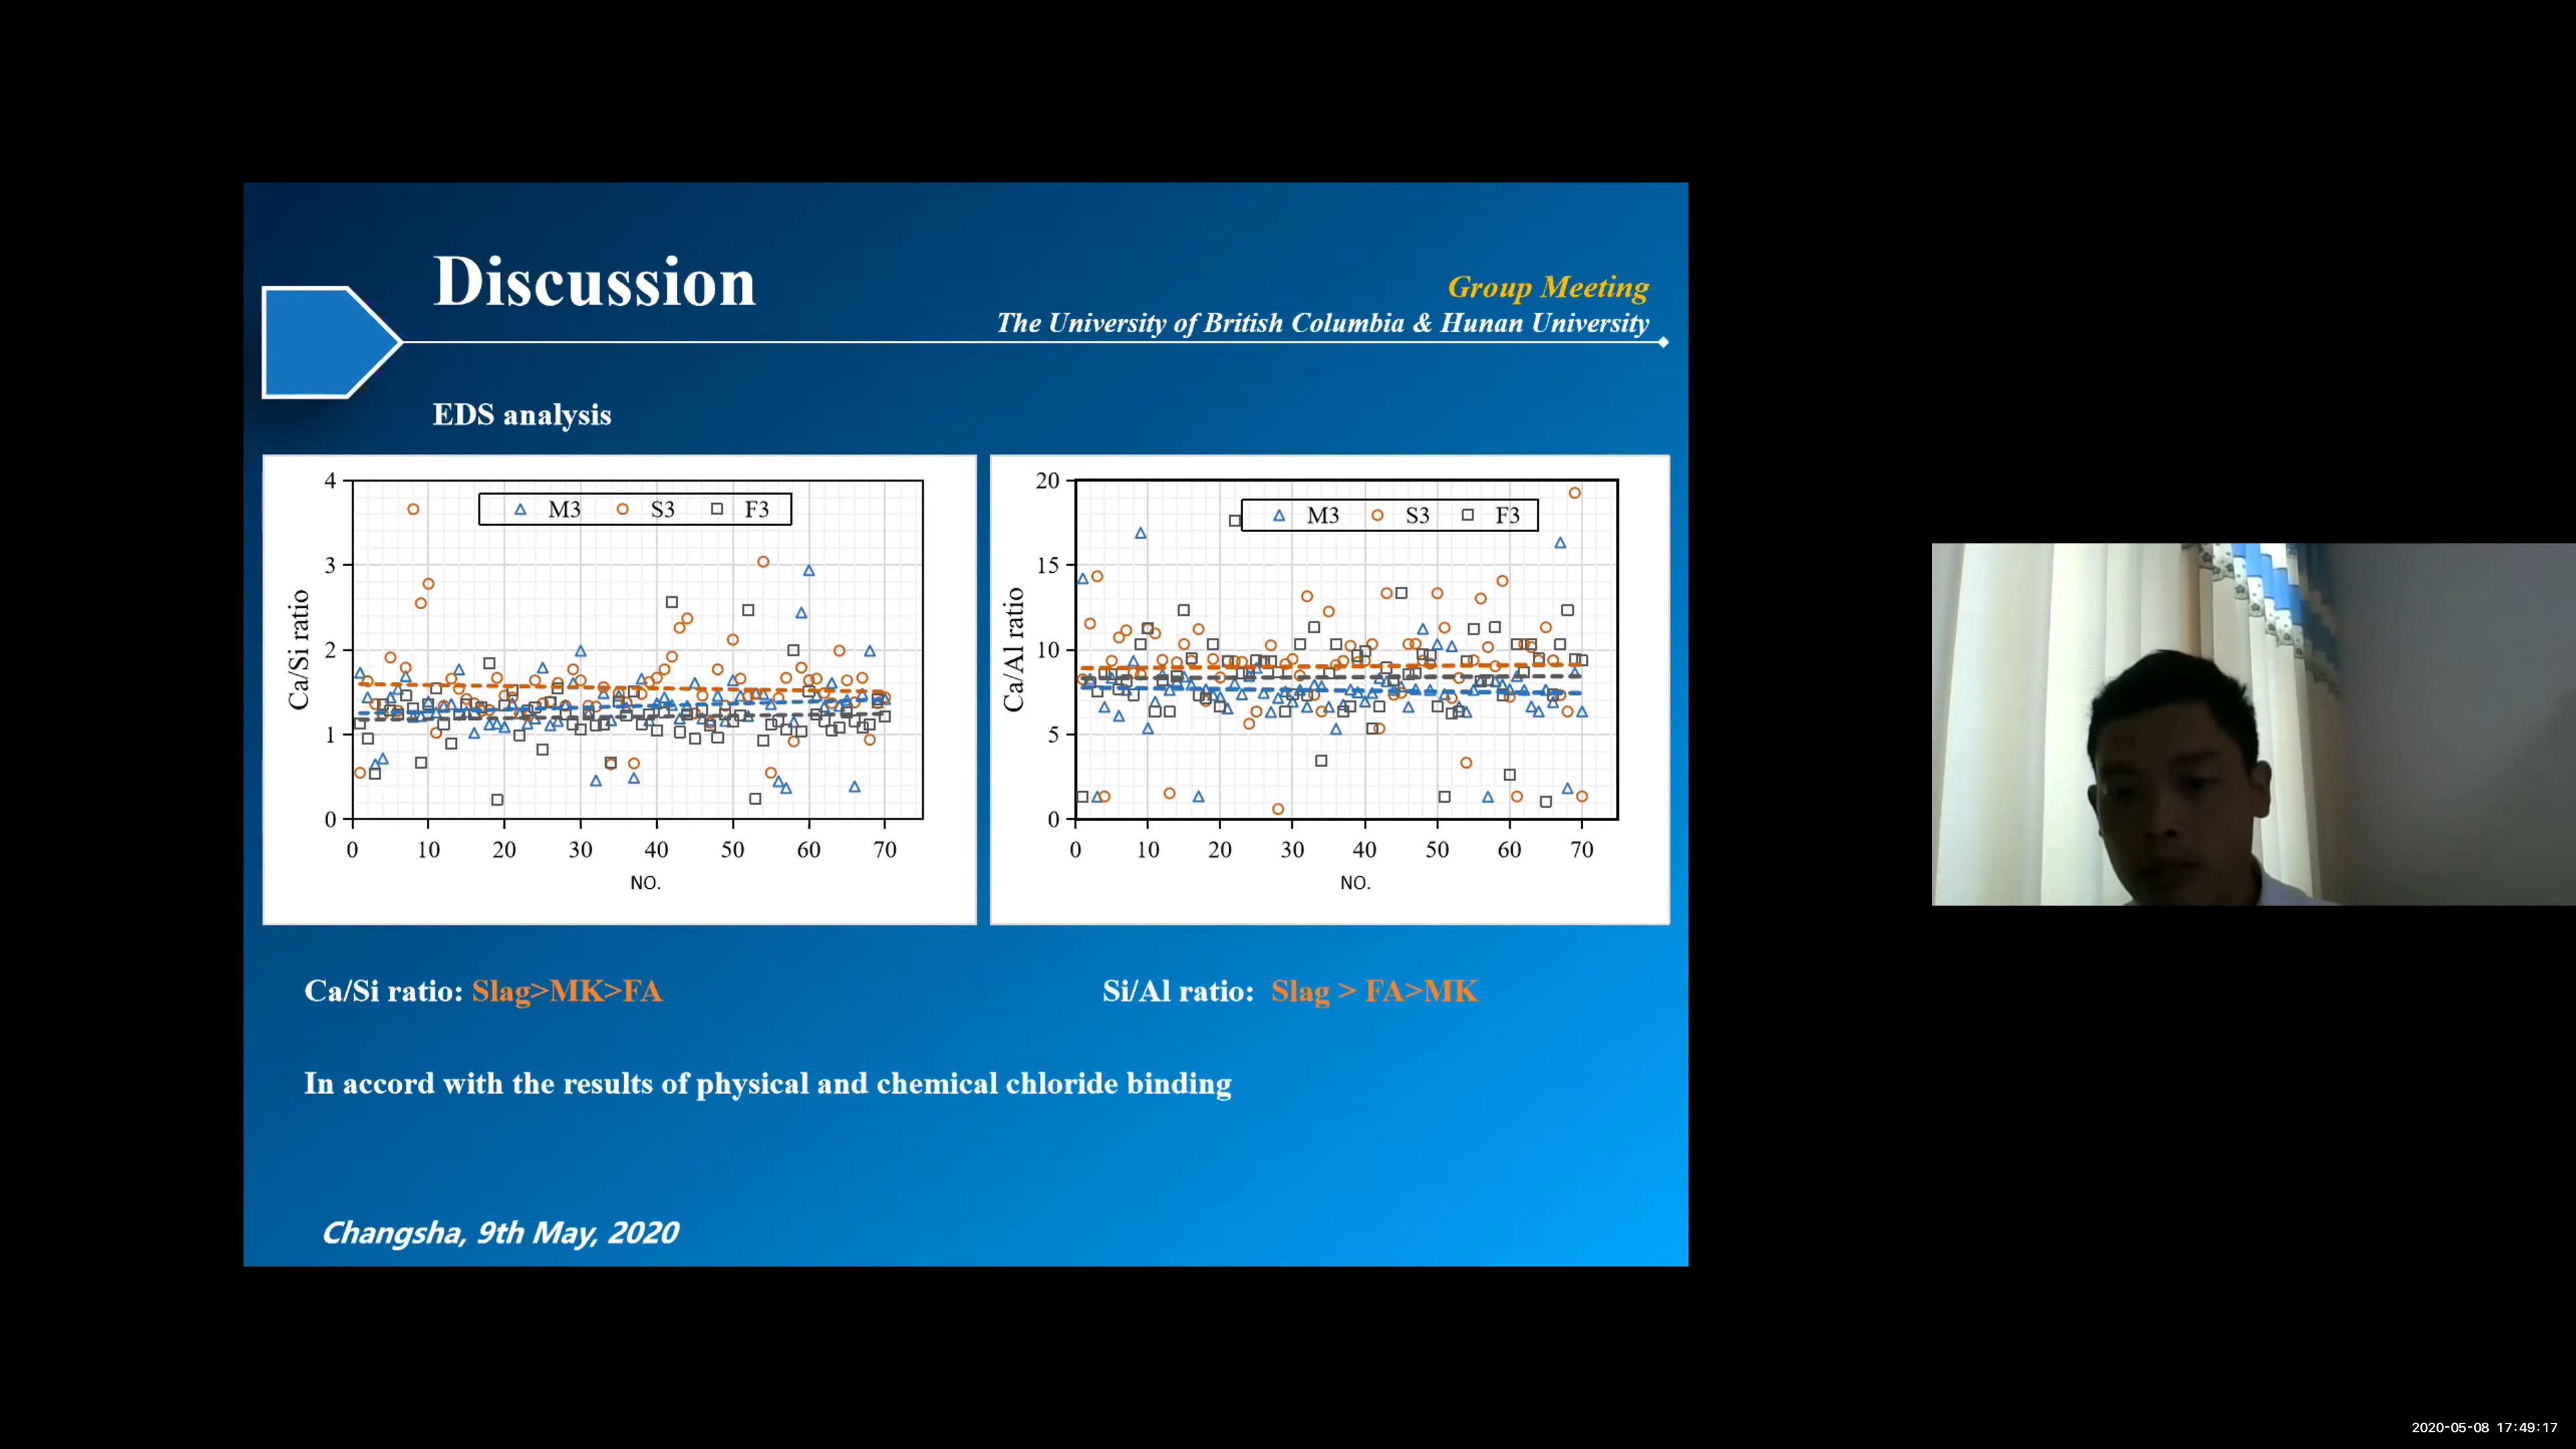 Discussion
Group Meeting
The University of British Columbia & Hunan University
EDS analysis
4
3
2
1
0
Ca/Si ratio
M3 S3 F3
0 10 20 30 40 50 60 70
NO.
20
15
10
5
0
Ca/Al ratio
M3 S3 F3
0 10 20 30 40 50 60 70
NO.
Ca/Si ratio: Slag>MK>FA
Si/Al ratio: Slag > FA>MK
In accord with the results of physical and chemical chloride binding
Changsha, 9th May, 2020
2020-05-08 17:49:17